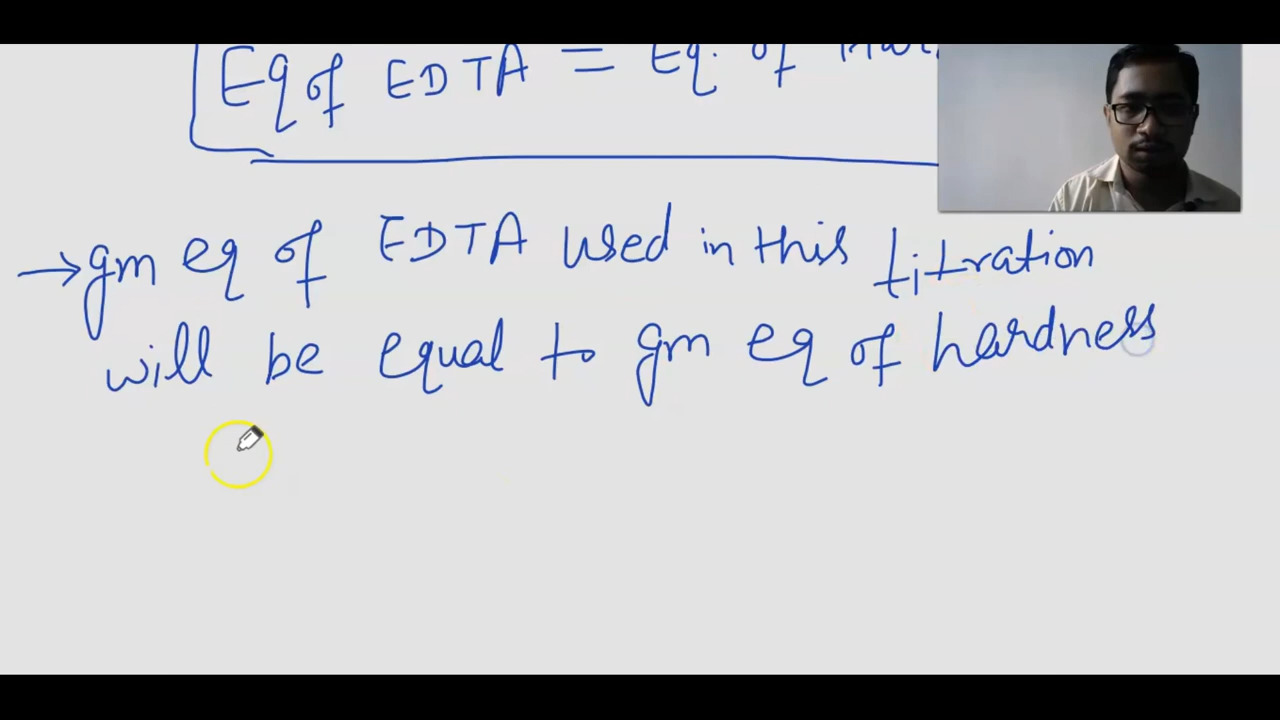 Eq of EDTA = Eq. of
→ gm eq of EDTA used in this titration
will be equal to gm eq of hardness